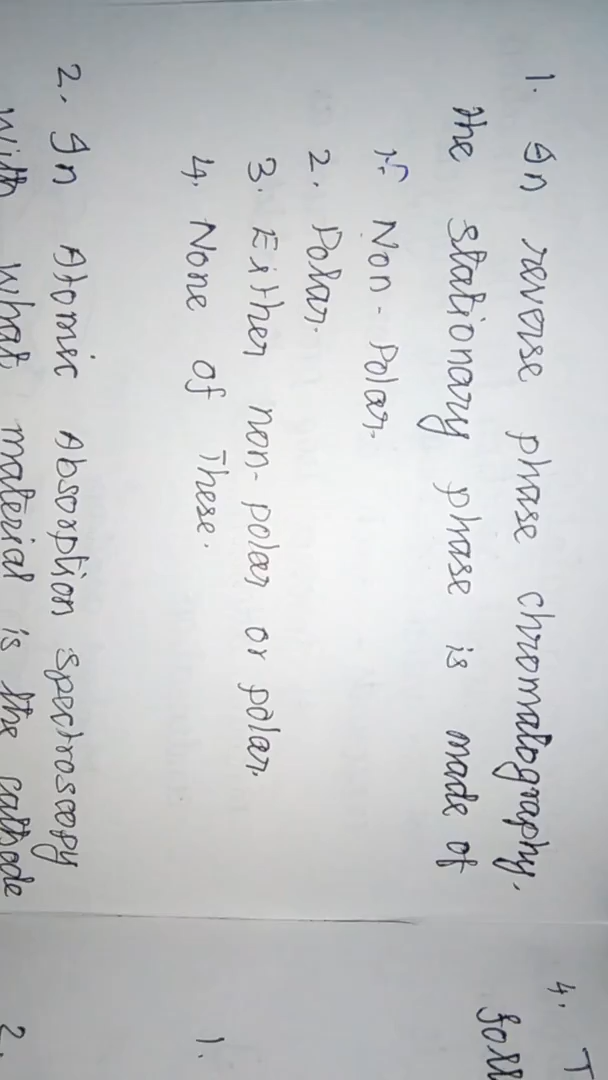 1. In reverse phase chromatography,
the stationary phase is made of
1. Non-Polar.
2. Polar.
3. Either non-polar or polar.
4. None of These.
2. In Atomic Absorption spectroscopy
with what material is the cathode
4. T
foll
1.
2.